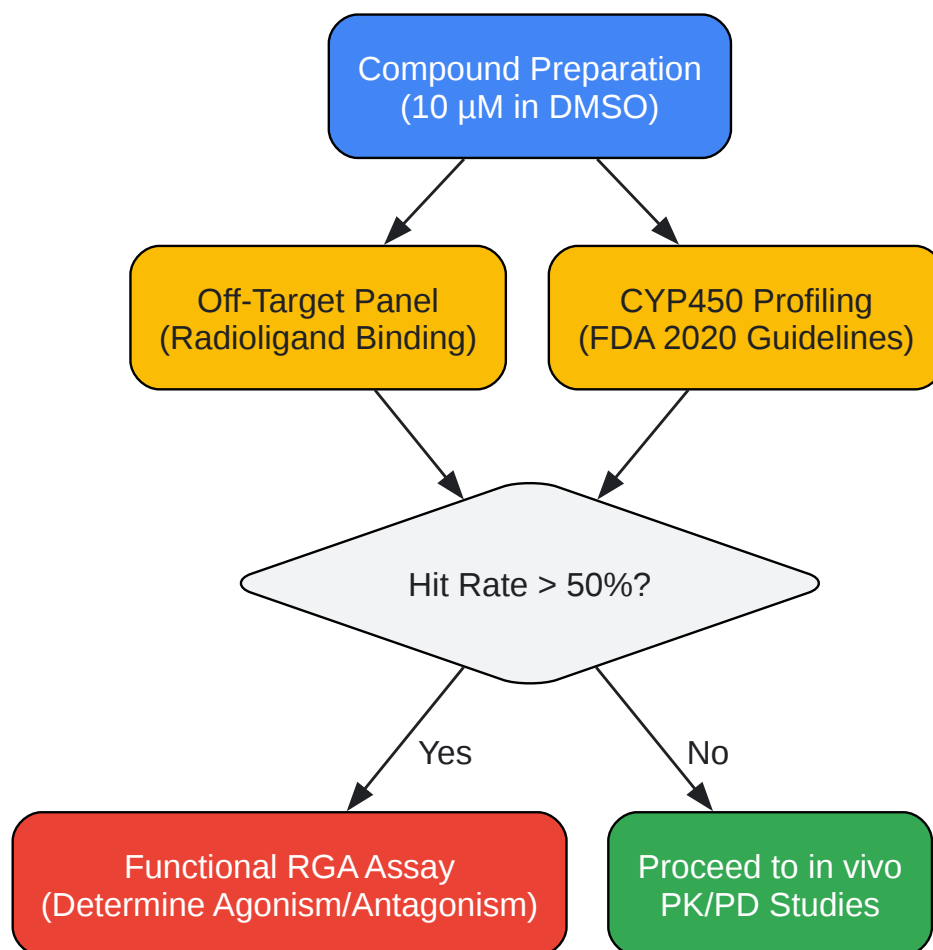 Compound Preparation
(10 µM in DMSO)
Off-Target Panel
(Radioligand Binding)
CYP450 Profiling
(FDA 2020 Guidelines)
Hit Rate > 50%?
Yes
No
Functional RGA Assay
(Determine Agonism/Antagonism)
Proceed to in vivo
PK/PD Studies